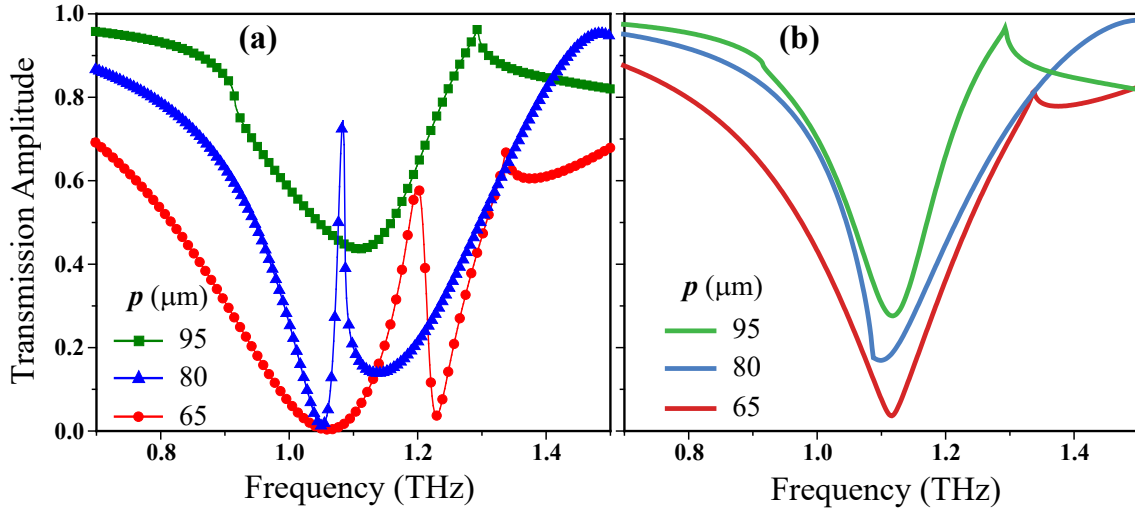 (a)
(b)
Transmission Amplitude
1.0
0.8
0.6
0.4
0.2
0.0
p (μm)
95
80
65
p (μm)
95
80
65
0.8 1.0 1.2 1.4
0.8 1.0 1.2 1.4
Frequency (THz)
Frequency (THz)